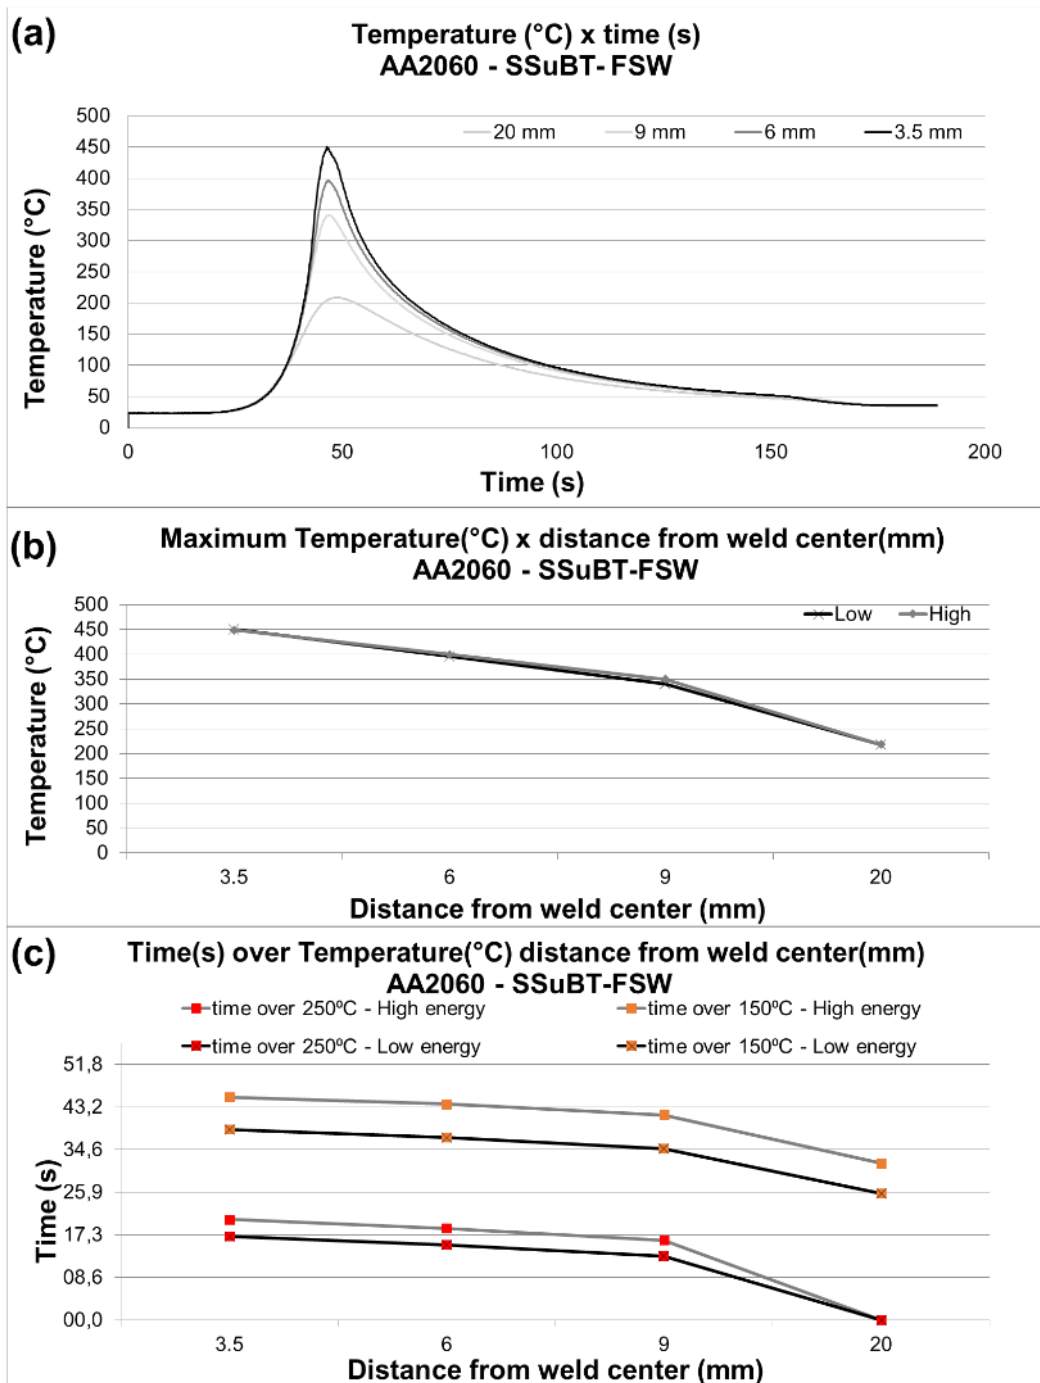 (a)
Temperature (°C) x time (s)
AA2060 - SSuBT- FSW
20 mm 9 mm 6 mm 3.5 mm
Temperature (°C)
500
450
400
350
300
250
200
150
100
50
0
0 50 100 150 200
Time (s)
(b)
Maximum Temperature(°C) x distance from weld center(mm)
AA2060 - SSuBT-FSW
Low High
Temperature (°C)
500
450
400
350
300
250
200
150
100
50
0
3.5 6 9 20
Distance from weld center (mm)
(c)
Time(s) over Temperature(°C) distance from weld center(mm)
AA2060 - SSuBT-FSW
time over 250ºC - High energy time over 150ºC - High energy
time over 250ºC - Low energy time over 150ºC - Low energy
Time (s)
51,8
43,2
34,6
25,9
17,3
08,6
00,0
3.5 6 9 20
Distance from weld center (mm)